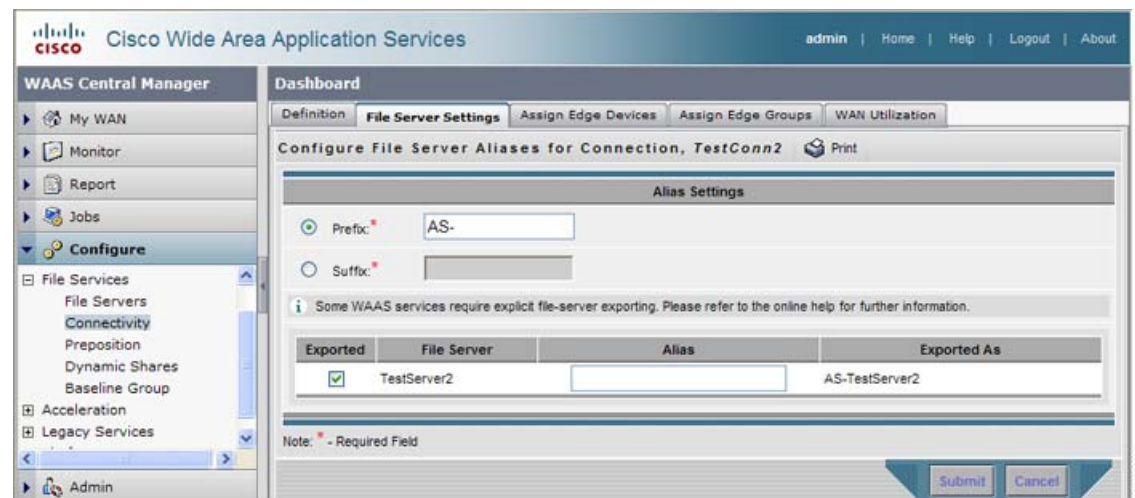 CISCO Cisco Wide Area Application Services
admin | Home | Help | Logout | About
WAAS Central Manager
My WAN
Monitor
Report
Jobs
Configure
File Services
File Servers
Connectivity
Preposition
Dynamic Shares
Baseline Group
Acceleration
Legacy Services
Admin
Dashboard
Definition File Server Settings Assign Edge Devices Assign Edge Groups WAN Utilization
Configure File Server Aliases for Connection, TestConn2 Print
Alias Settings
Prefix:* AS-
Suffix:*
i Some WAAS services require explicit file-server exporting. Please refer to the online help for further information.
Exported File Server Alias Exported As
TestServer2 AS-TestServer2
Note: * - Required Field
Submit Cancel